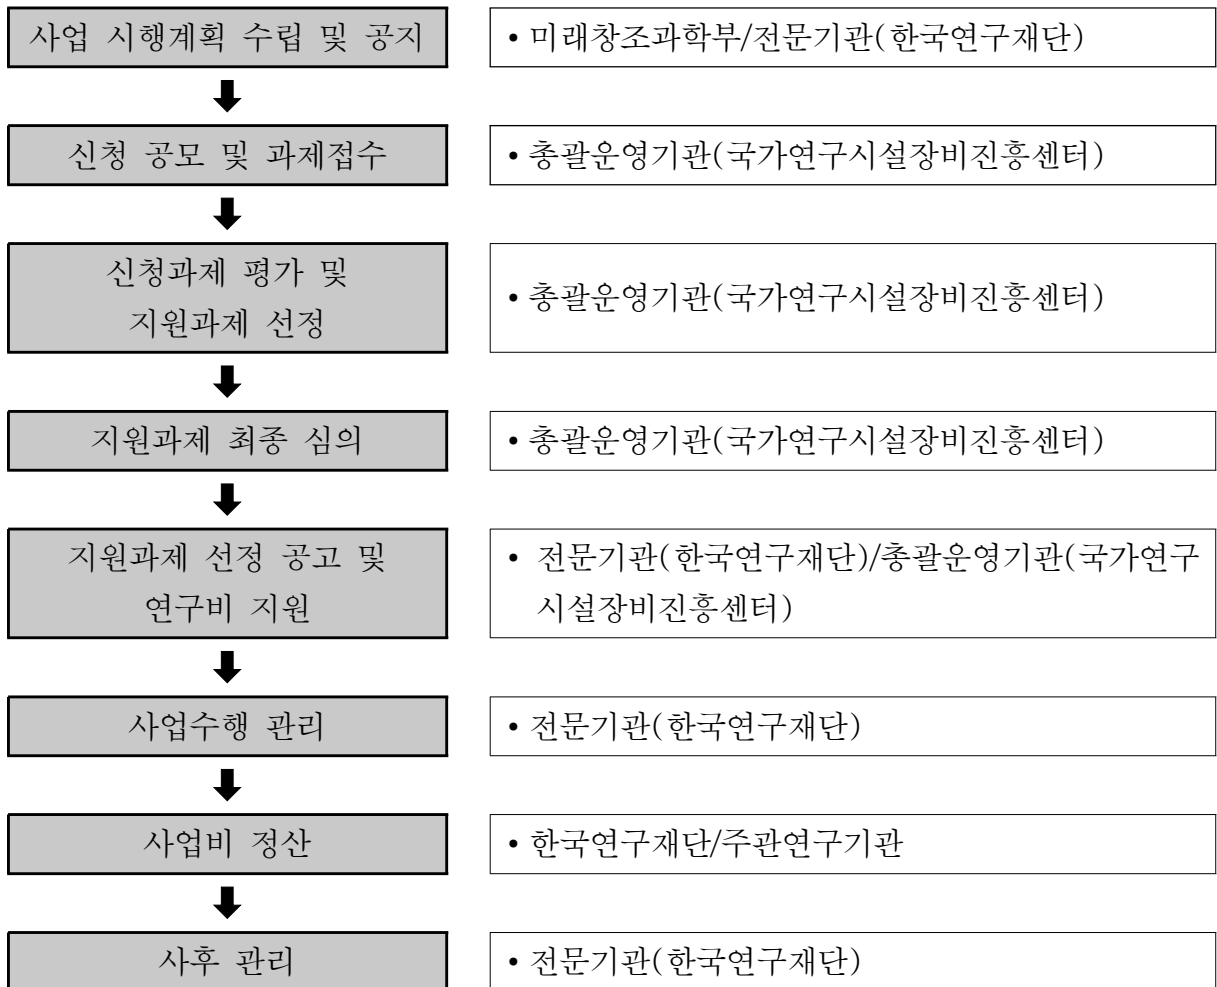 사업 시행계획 수립 및 공지
• 미래창조과학부/전문기관(한국연구재단)
신청 공모 및 과제접수
• 총괄운영기관(국가연구시설장비진흥센터)
신청과제 평가 및
지원과제 선정
• 총괄운영기관(국가연구시설장비진흥센터)
지원과제 최종 심의
• 총괄운영기관(국가연구시설장비진흥센터)
지원과제 선정 공고 및
연구비 지원
• 전문기관(한국연구재단)/총괄운영기관(국가연구
시설장비진흥센터)
사업수행 관리
• 전문기관(한국연구재단)
사업비 정산
• 한국연구재단/주관연구기관
사후 관리
• 전문기관(한국연구재단)